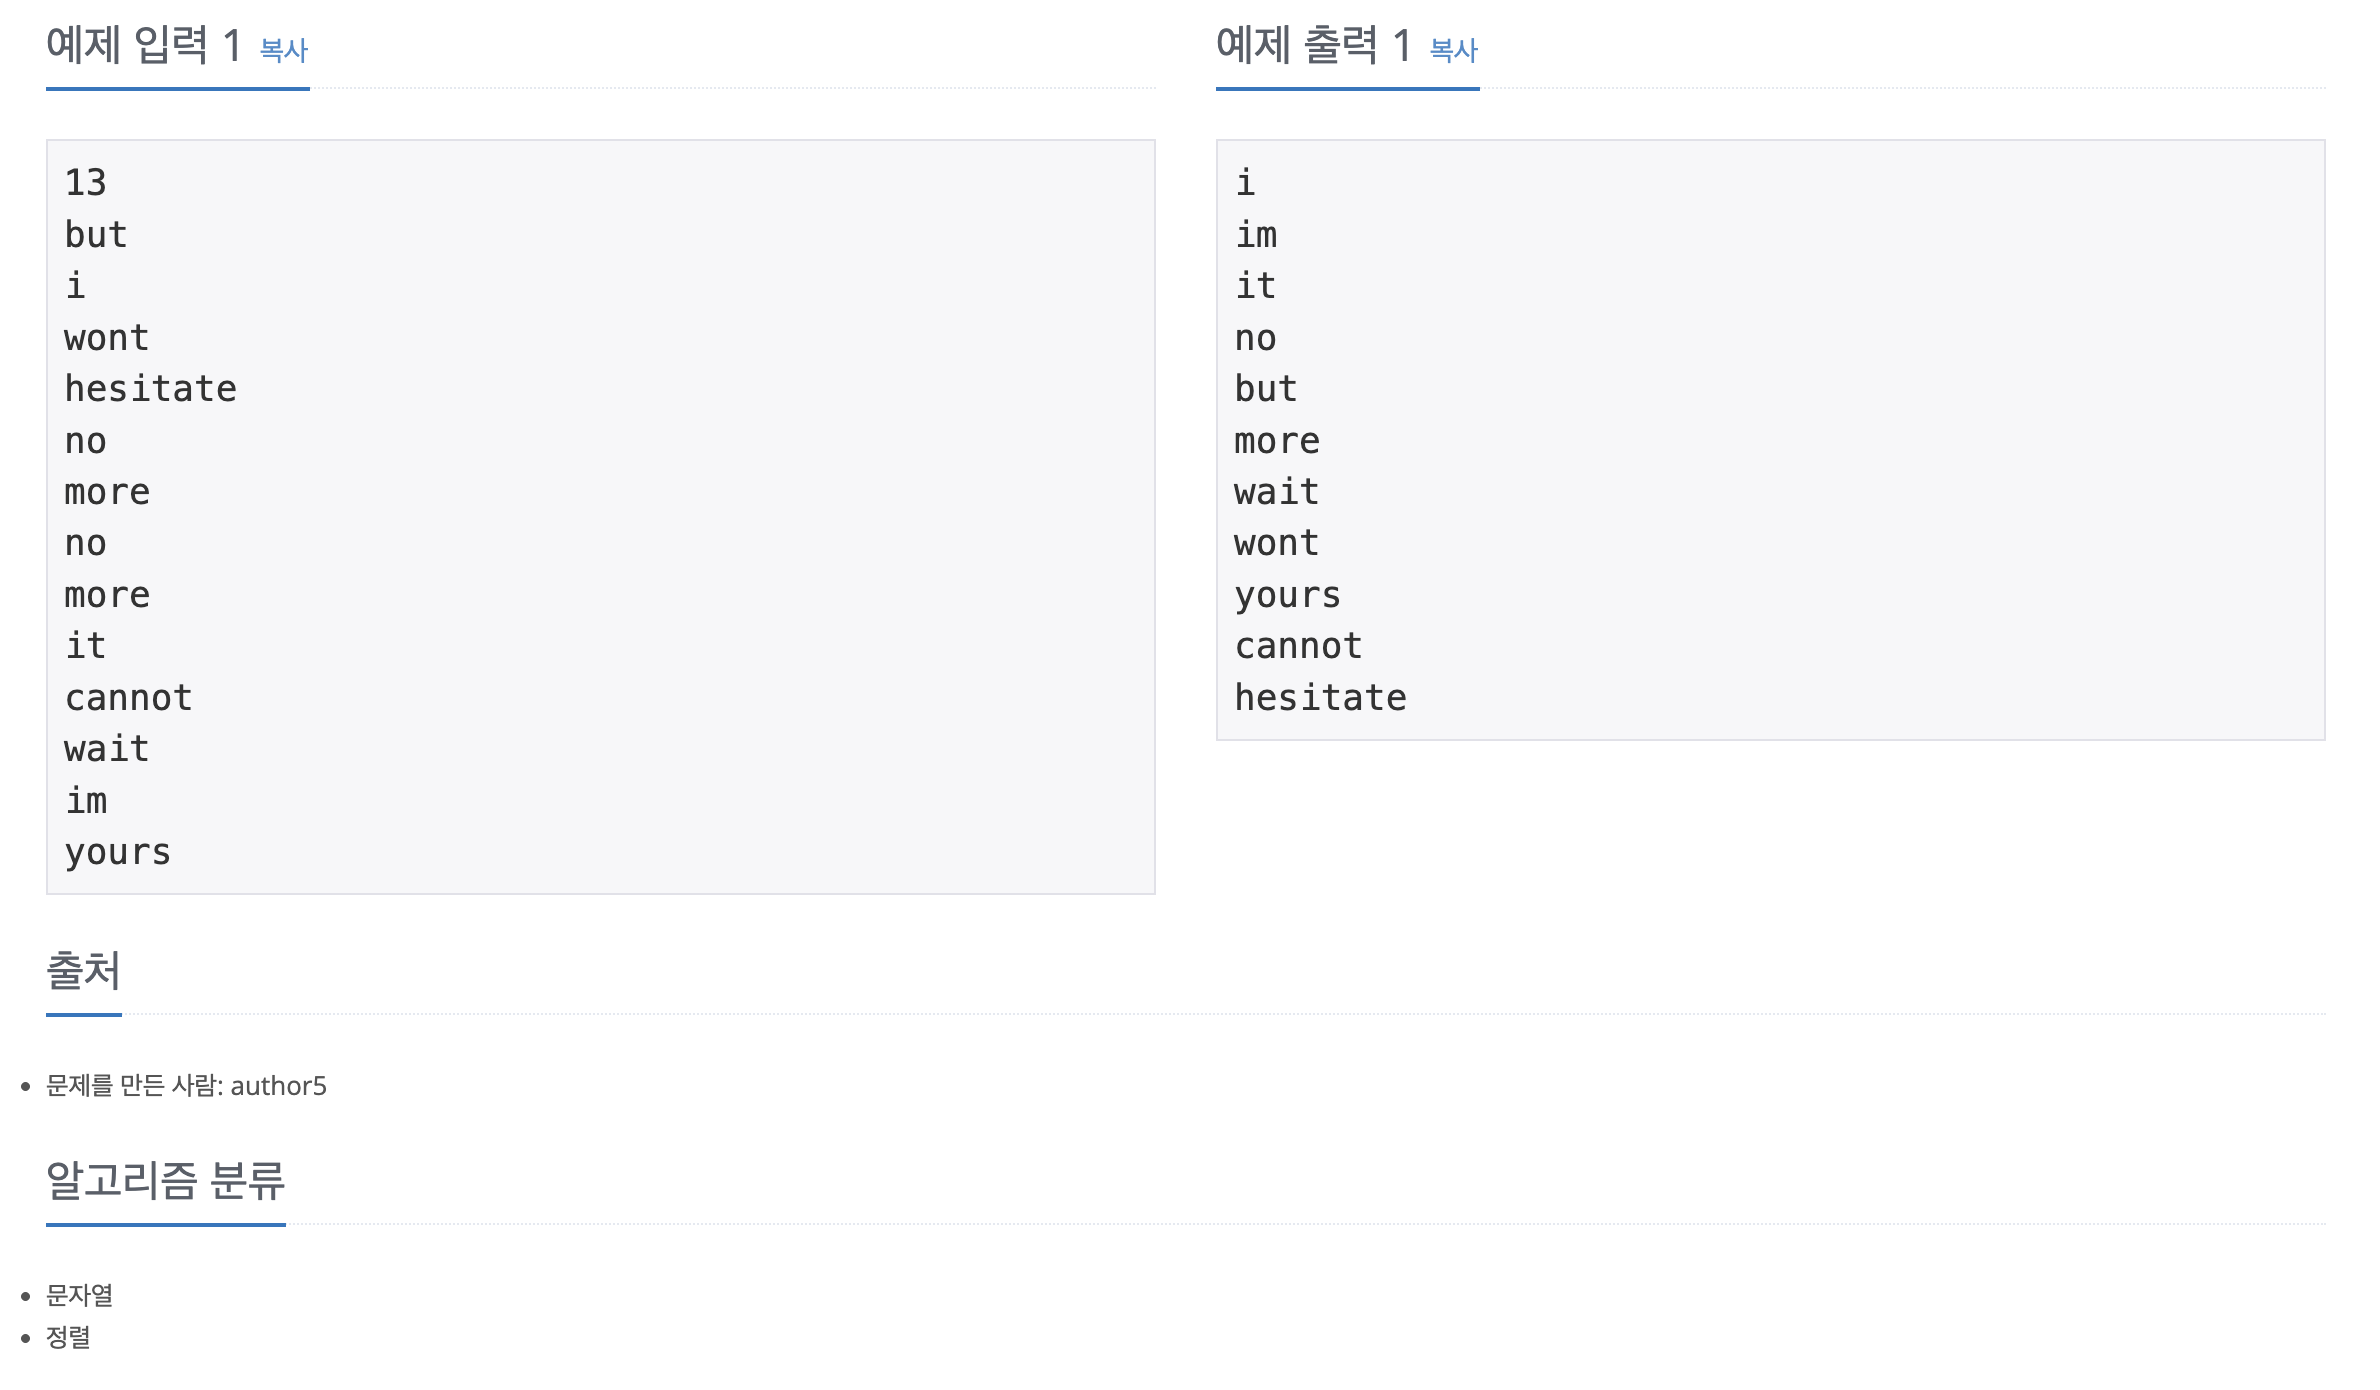 예제 입력 1 복사
13
but
i
wont
hesitate
no
more
no
more
it
cannot
wait
im
yours
예제 출력 1 복사
i
im
it
no
but
more
wait
wont
yours
cannot
hesitate
출처
문제를 만든 사람: author5
알고리즘 분류
문자열
정렬